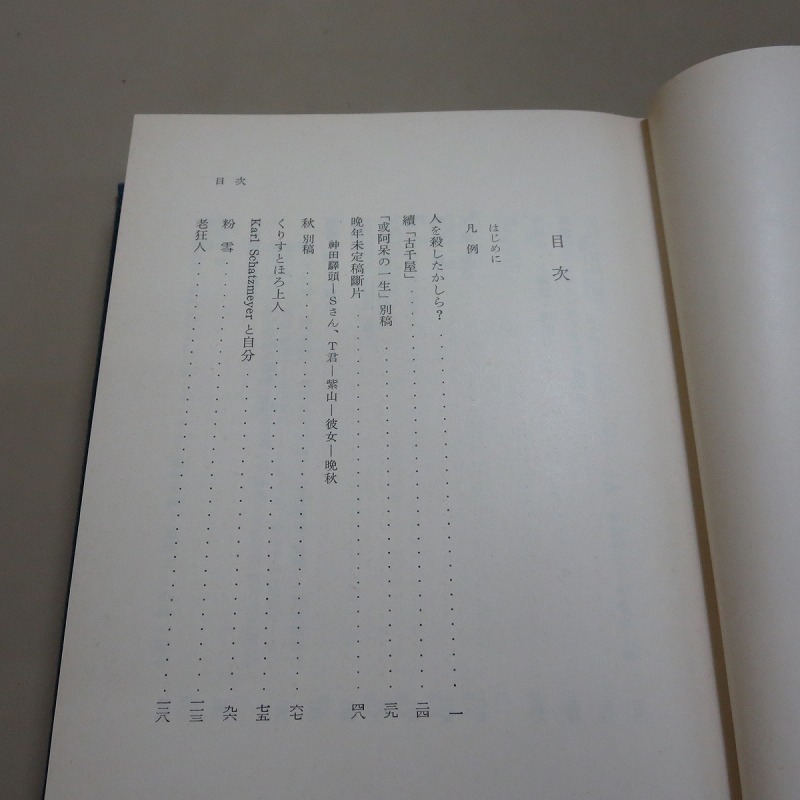 目次
はじめに
凡例
人を殺したかしら?……………………一
續「古千屋」……………………二四
「或阿呆の一生」別稿……………………三九
晩年未定稿斷片……………………四八
神田驛頭―Sさん、T君―紫山―彼女―晩秋
秋 別稿……………………六七
くりすとほろ上人……………………七五
Karl Schatzmeyer と自分……………………九六
粉雪……………………一一三
老狂人……………………一三八
目次